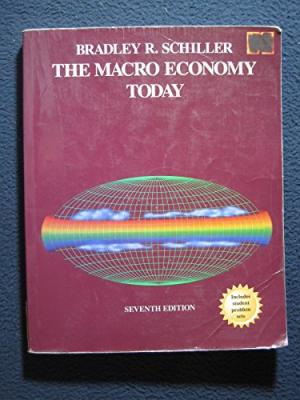 BRADLEY R. SCHILLER
THE MACRO ECONOMY
TODAY
SEVENTH EDITION
Includes
student
problem
sets